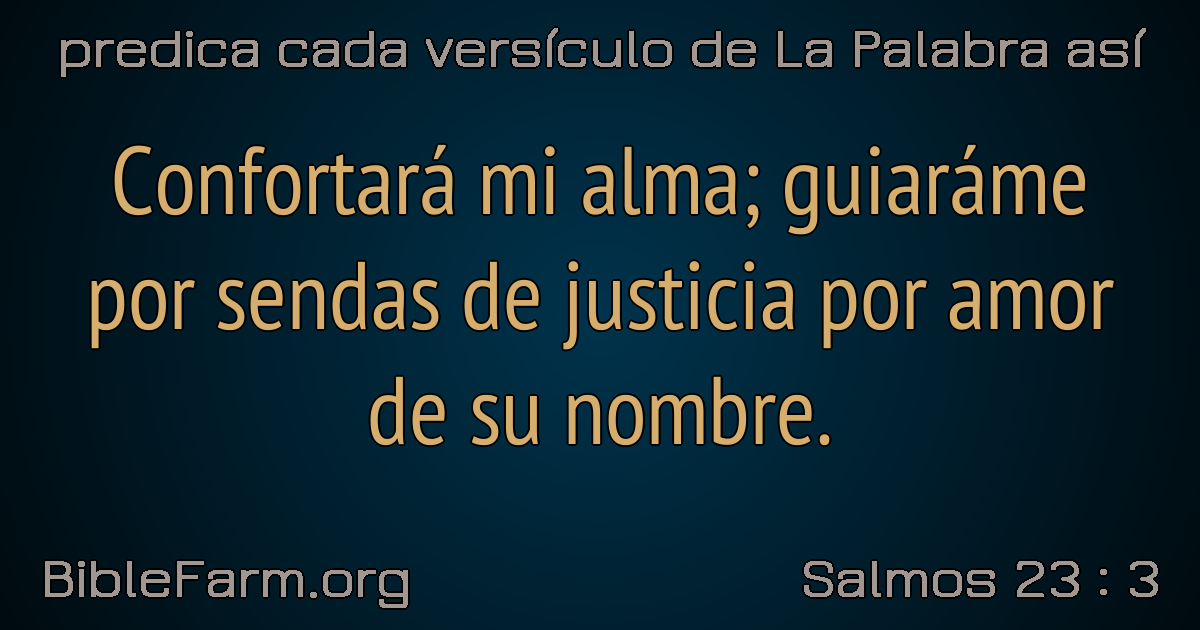 predica cada versículo de La Palabra así
Confortará mi alma; guiaráme
por sendas de justicia por amor
de su nombre.
BibleFarm.org
Salmos 23 : 3